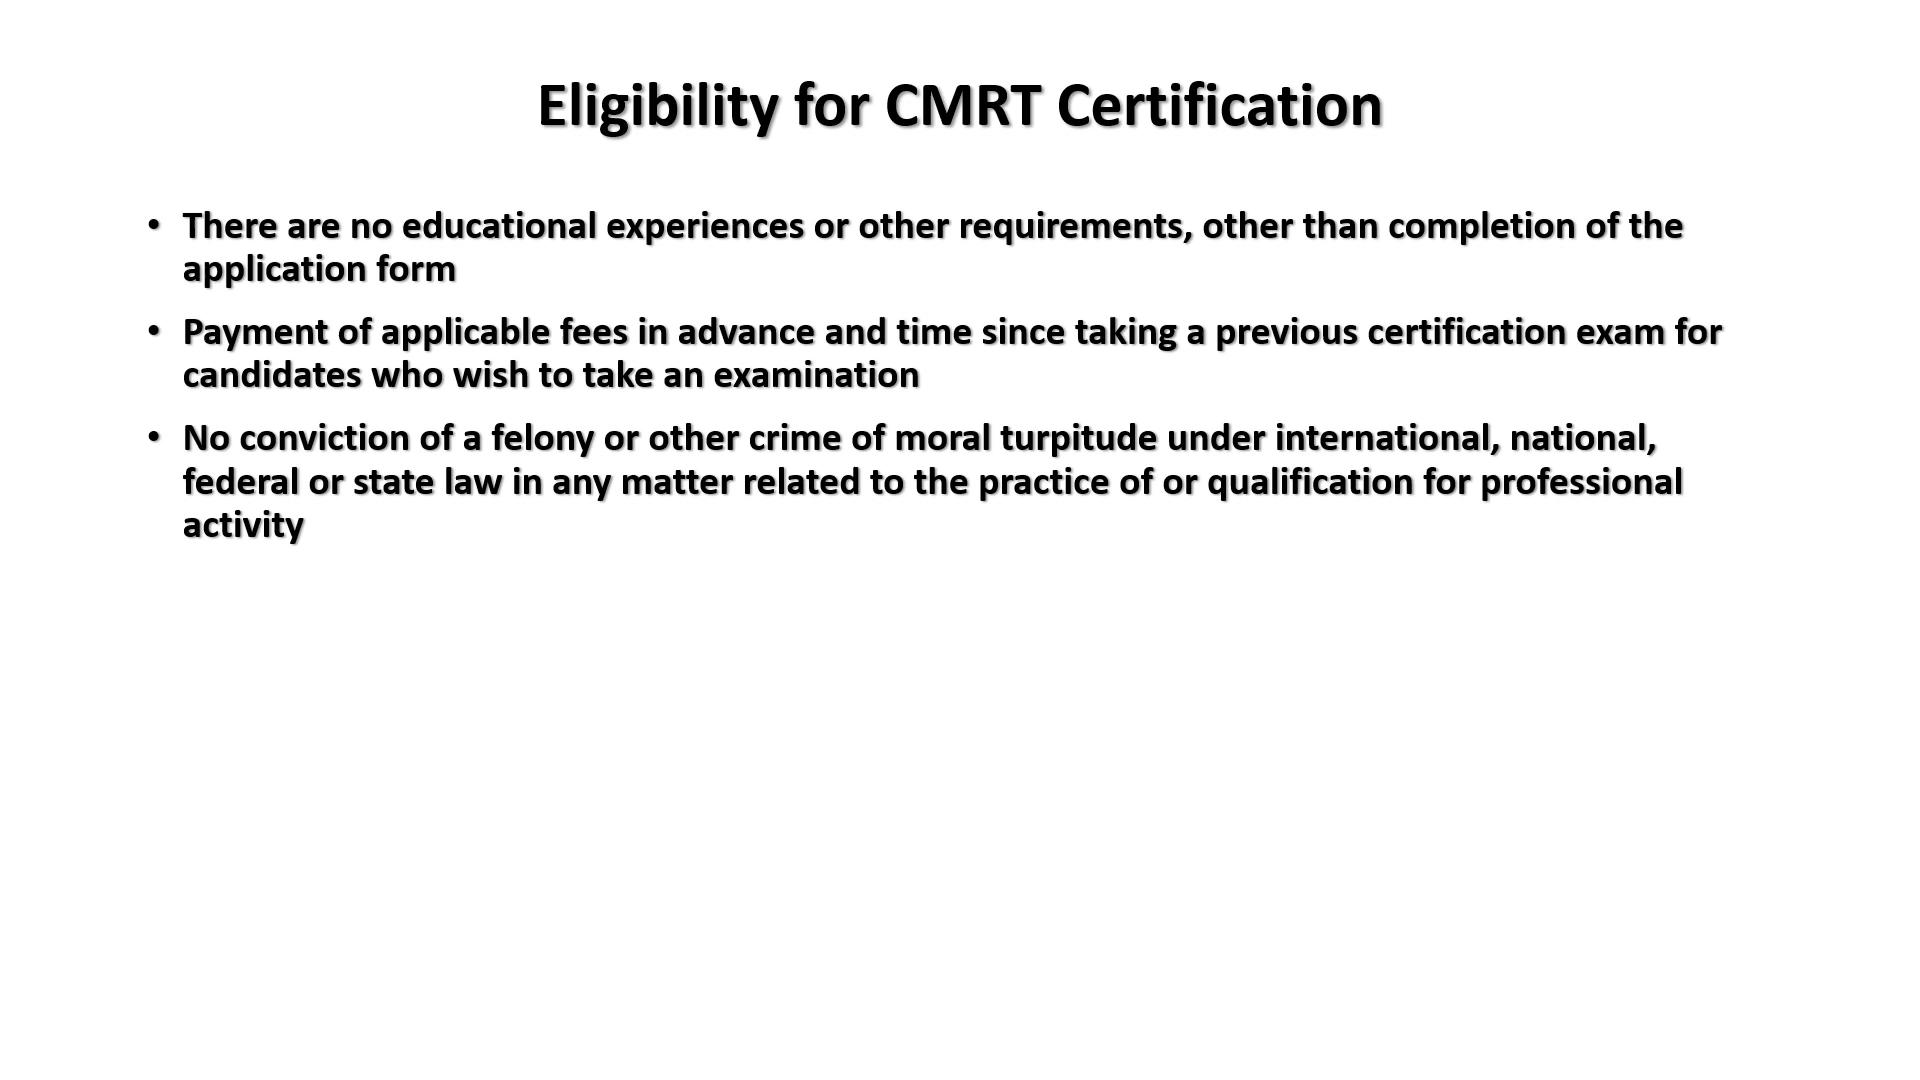 Eligibility for CMRT Certification
• There are no educational experiences or other requirements, other than completion of the
application form
• Payment of applicable fees in advance and time since taking a previous certification exam for
candidates who wish to take an examination
• No conviction of a felony or other crime of moral turpitude under international, national,
federal or state law in any matter related to the practice of or qualification for professional
activity